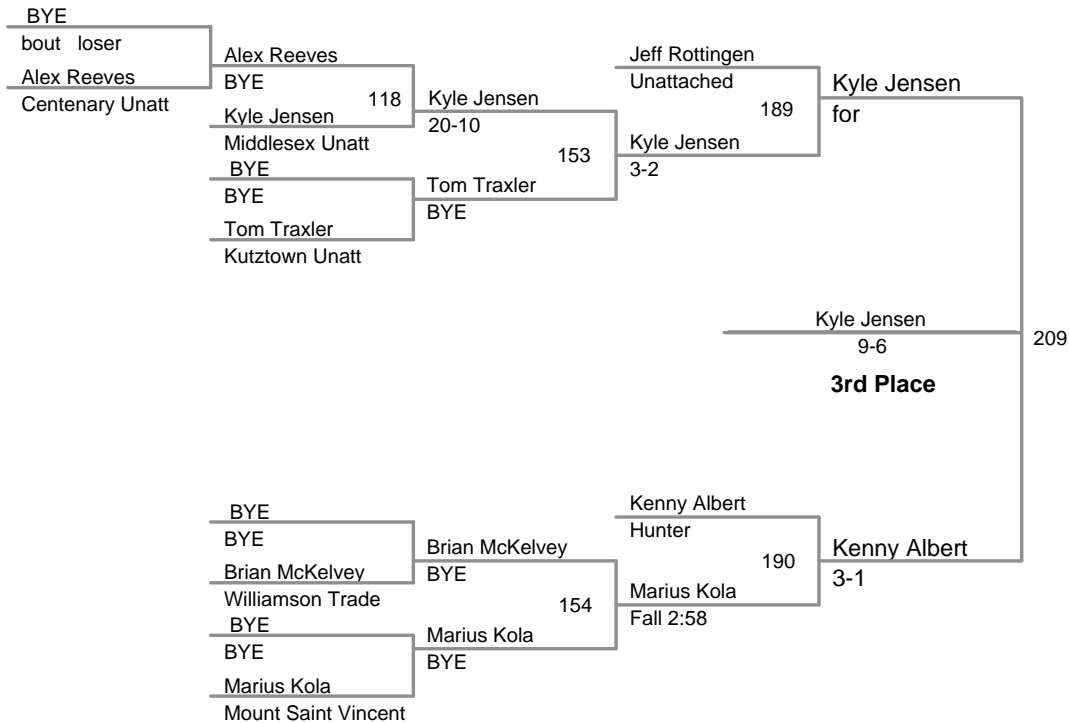 BYE
bout loser
Alex Reeves
Centenary Unatt
Alex Reeves
BYE
118
Kyle Jensen
Middlesex Unatt
BYE
BYE
Tom Traxler
Kutztown Unatt
Kyle Jensen
20-10
153
Tom Traxler
BYE
Jeff Rottingen
Unattached
189
Kyle Jensen
3-2
Kyle Jensen
for
Kyle Jensen
9-6
209
3rd Place
BYE
BYE
Brian McKelvey
Williamson Trade
BYE
BYE
Marius Kola
Mount Saint Vincent
Brian McKelvey
BYE
154
Marius Kola
BYE
Kenny Albert
Hunter
190
Marius Kola
Fall 2:58
Kenny Albert
3-1